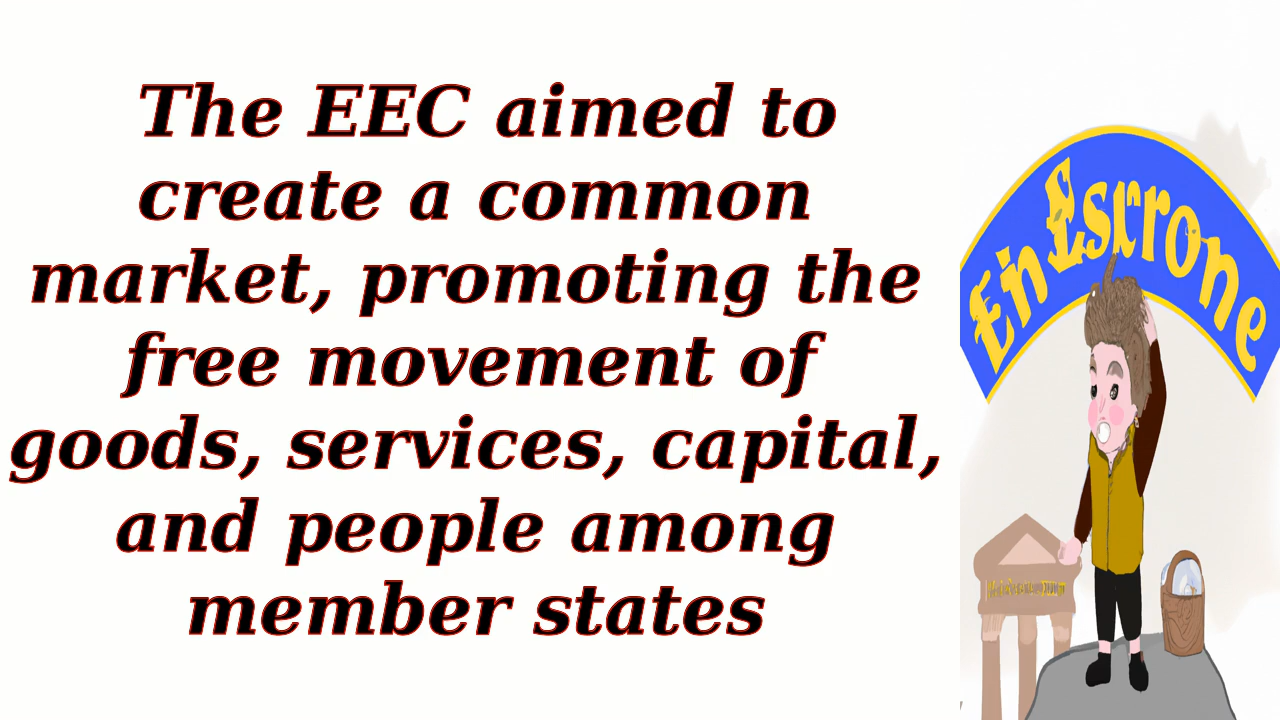 The EEC aimed to
create a common
market, promoting the
free movement of
goods, services, capital,
and people among
member states
En Escrone